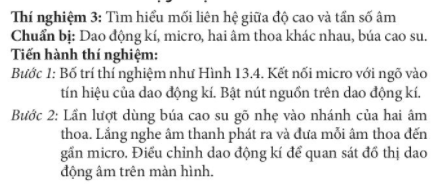 Thí nghiệm 3: Tìm hiểu mối liên hệ giữa độ cao và tần số âm
Chuẩn bị: Dao động kí, micro, hai âm thoa khác nhau, búa cao su.
Tiến hành thí nghiệm:
Bước 1: Bố trí thí nghiệm như Hình 13.4. Kết nối micro với ngõ vào
tín hiệu của dao động kí. Bật nút nguồn trên dao động kí.
Bước 2: Lần lượt dùng búa cao su gõ nhẹ vào nhánh của hai âm
thoa. Lắng nghe âm thanh phát ra và đưa mỗi âm thoa đến
gần micro. Điều chỉnh dao động kí để quan sát đồ thị dao
động âm trên màn hình.